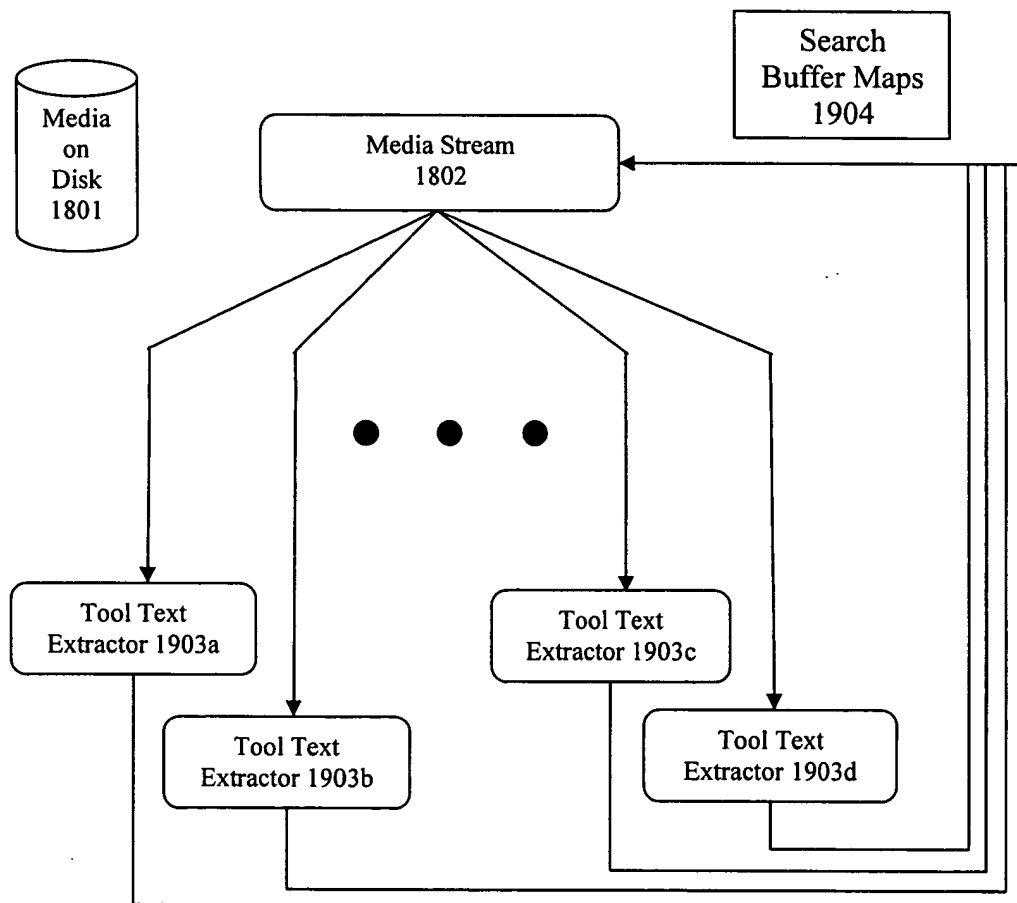 Search
Buffer Maps
1904
Media
on
Disk
1801
Media Stream
1802
Tool Text
Extractor 1903a
Tool Text
Extractor 1903c
Tool Text
Extractor 1903b
Tool Text
Extractor 1903d